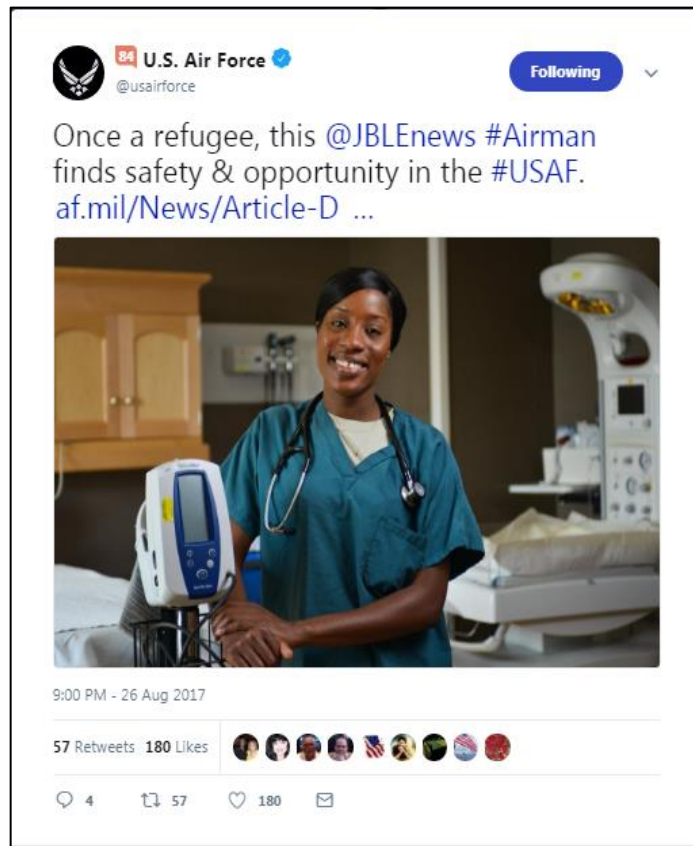 84 U.S. Air Force
@usairforce
Following
Once a refugee, this @JBLEnews #Airman
finds safety & opportunity in the #USAF.
af.mil/News/Article-D ...
9:00 PM - 26 Aug 2017
57 Retweets 180 Likes
4 57 180